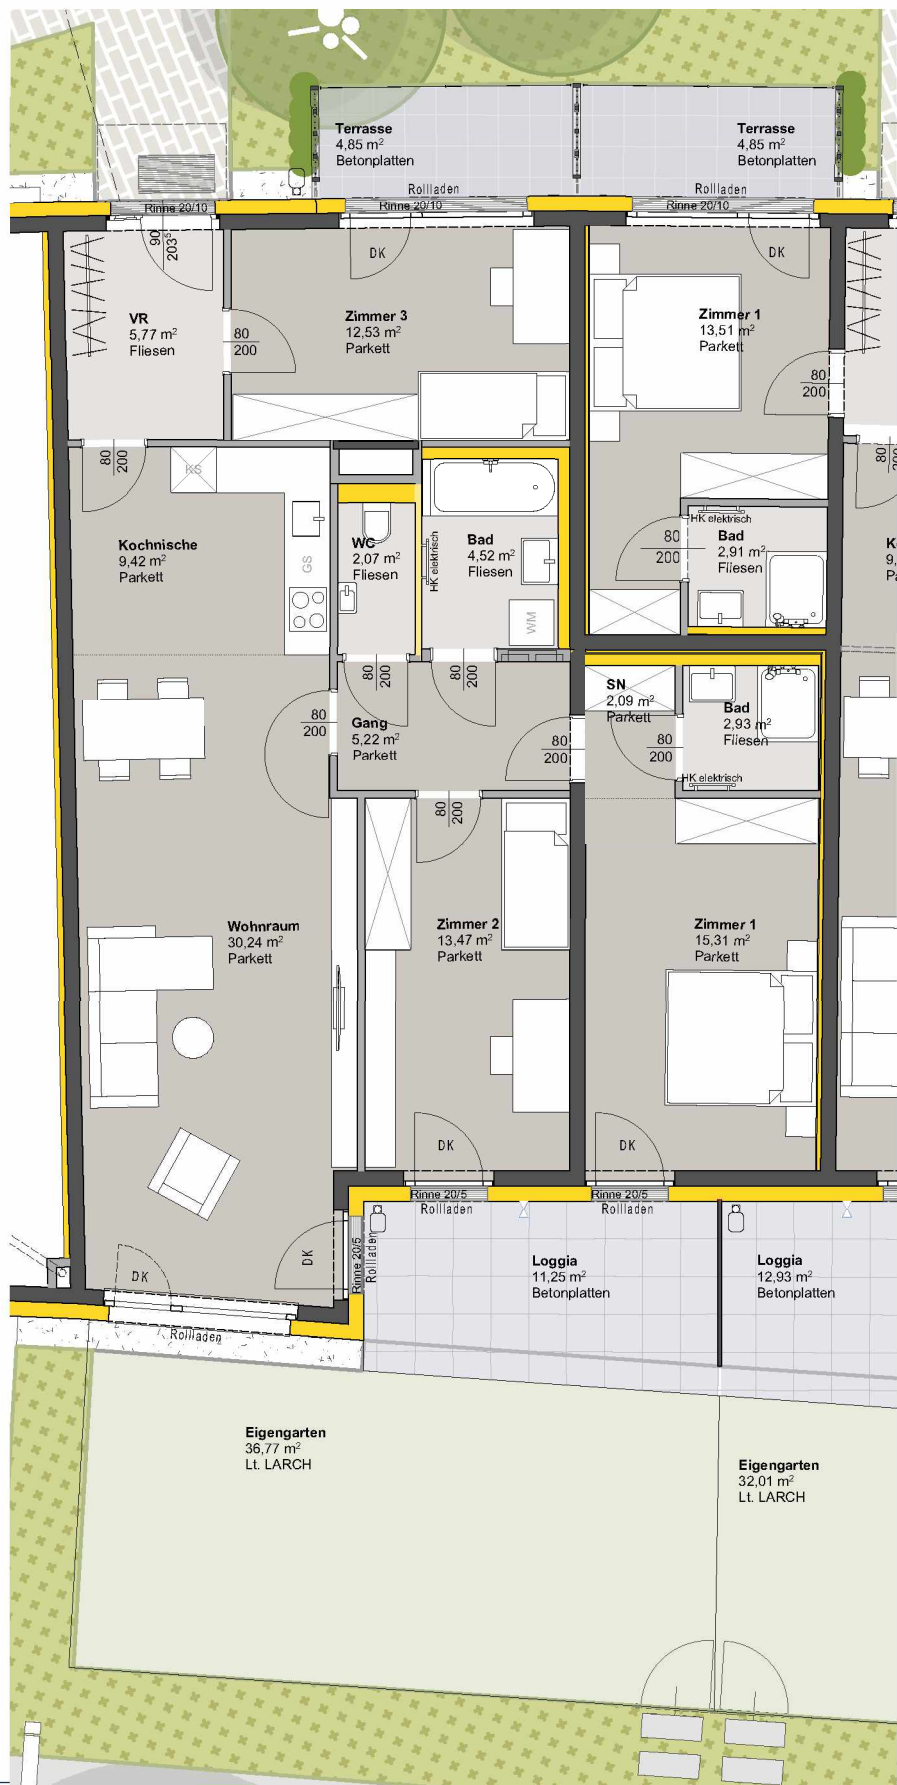 Terrasse
4,85 m²
Betonplatten
Terrasse
4,85 m²
Betonplatten
Rollladen
Rollladen
Rinne 20/10
Rinne 20/10
Rinne 20/10
90
203⁵
DK
DK
VR
5,77 m²
Fliesen
Zimmer 3
12,53 m²
Parkett
Zimmer 1
13,51 m²
Parkett
80
200
80
200
80
200
80
200
KS
Kochnische
9,42 m²
Parkett
GS
WC
2,07 m²
Fliesen
HK elektrisch
Bad
4,52 m²
Fliesen
WM
HK elektrisch
Bad
2,91 m²
Fliesen
80
200
80
200
80
200
SN
2,09 m²
Parkett
Bad
2,93 m²
Fliesen
HK elektrisch
80
200
Gang
5,22 m²
Parkett
80
200
80
200
80
200
Wohnraum
30,24 m²
Parkett
Zimmer 2
13,47 m²
Parkett
Zimmer 1
15,31 m²
Parkett
DK
DK
Rinne 20/5
Rollladen
Rinne 20/5
Rollladen
DK
DK
Rinne 20/5
Rollladen
Rollladen
Loggia
11,25 m²
Betonplatten
Loggia
12,93 m²
Betonplatten
Eigengarten
36,77 m²
Lt. LARCH
Eigengarten
32,01 m²
Lt. LARCH